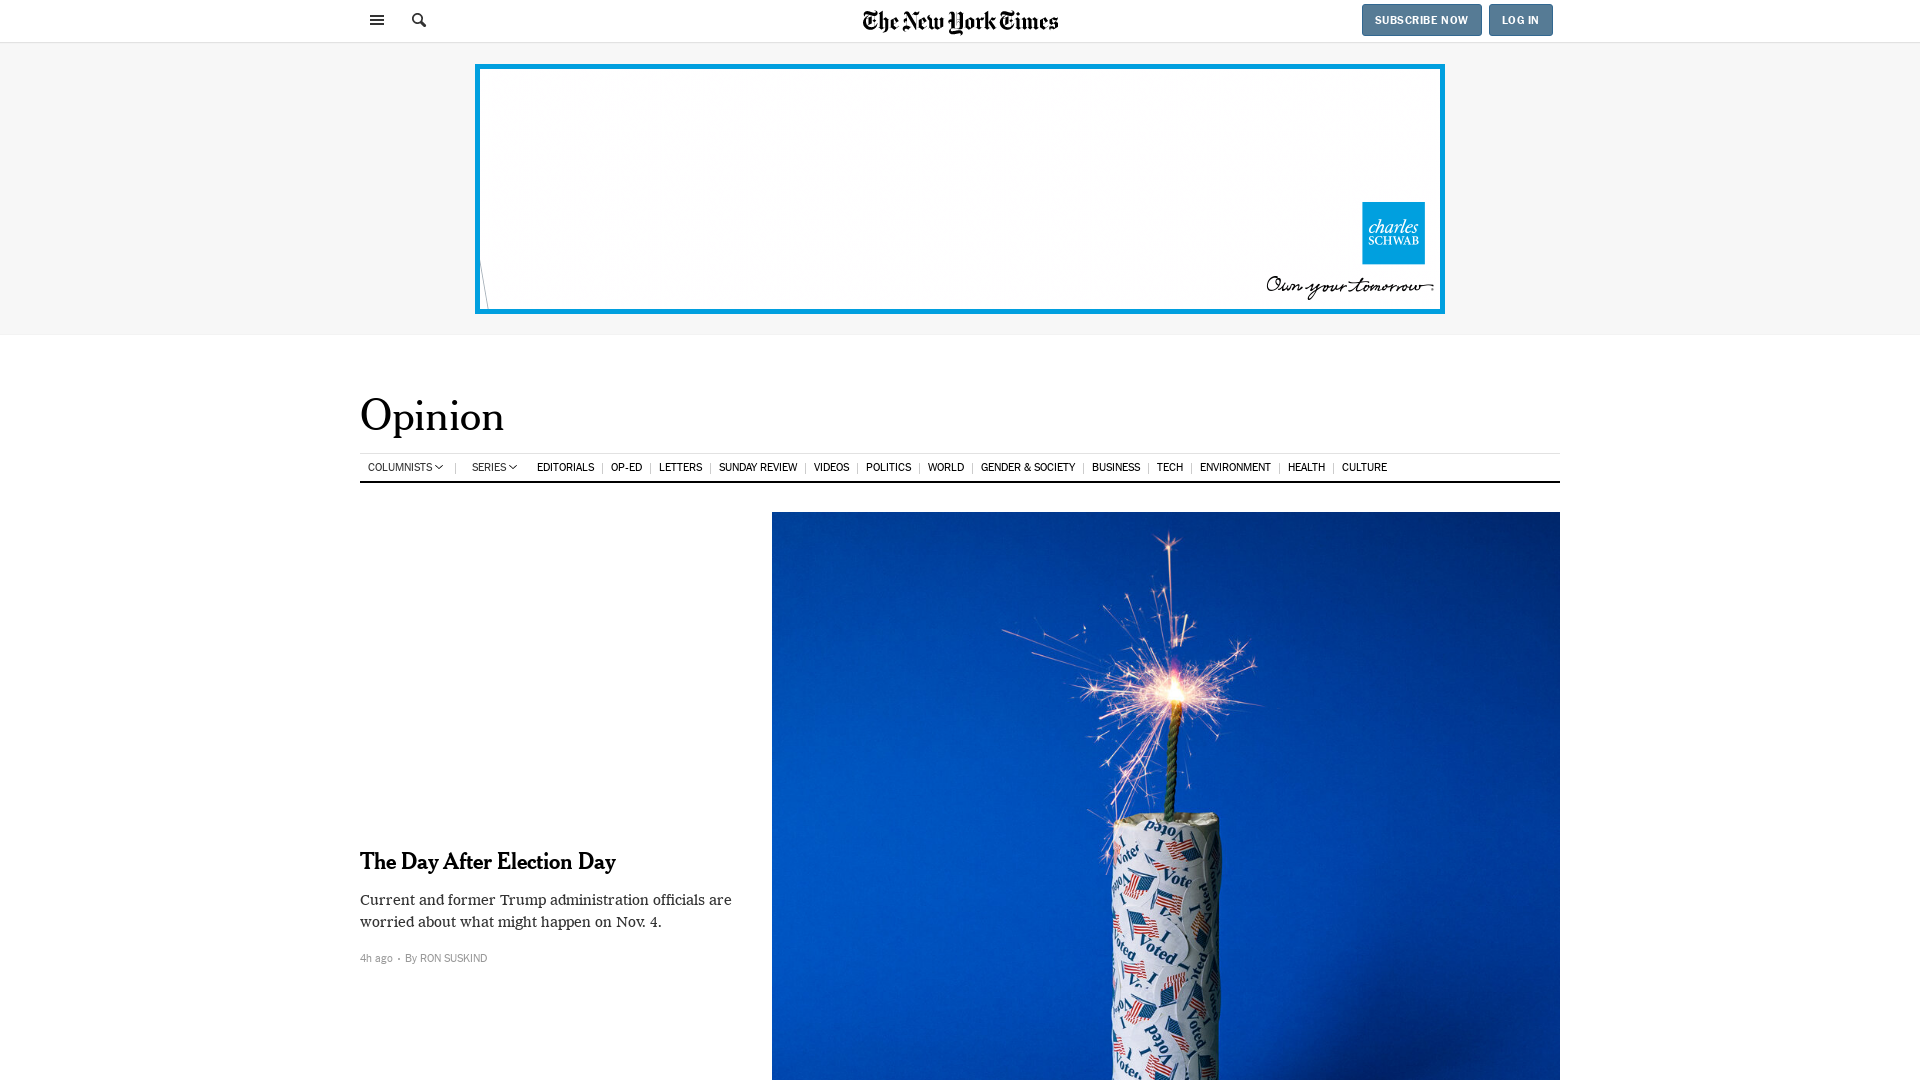 The New York Times
SUBSCRIBE NOW
LOG IN
charles
SCHWAB
Own your tomorrow.
Opinion
COLUMNISTS
SERIES
EDITORIALS
OP-ED
LETTERS
SUNDAY REVIEW
VIDEOS
POLITICS
WORLD
GENDER & SOCIETY
BUSINESS
TECH
ENVIRONMENT
HEALTH
CULTURE
The Day After Election Day
Current and former Trump administration officials are
worried about what might happen on Nov. 4.
4h ago • By RON SUSKIND
I Voted
I Voted
I Voted